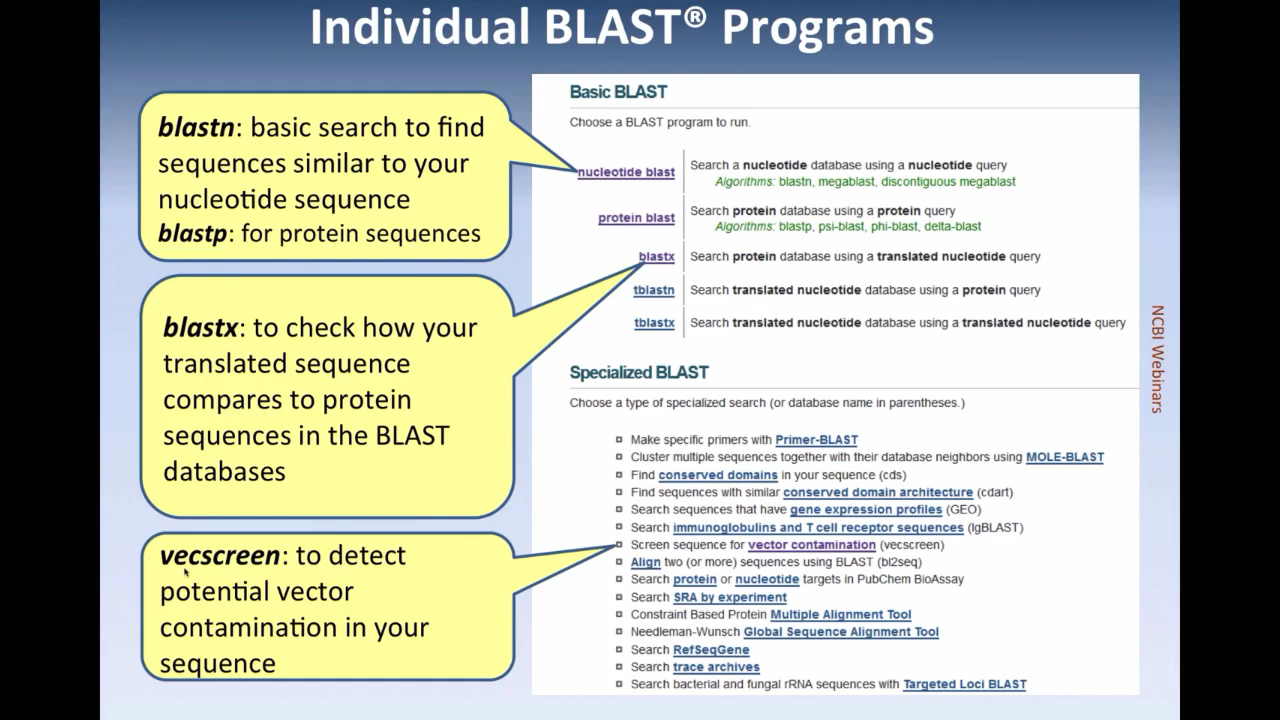 Individual BLAST® Programs
blastn: basic search to find
sequences similar to your
nucleotide sequence
blastp: for protein sequences
blastx: to check how your
translated sequence
compares to protein
sequences in the BLAST
databases
vecscreen: to detect
potential vector
contamination in your
sequence
Basic BLAST
Choose a BLAST program to run.
nucleotide blast
Search a nucleotide database using a nucleotide query
Algorithms: blastn, megablast, discontiguous megablast
protein blast
Search protein database using a protein query
Algorithms: blastp, psi-blast, phi-blast, delta-blast
blastx
Search protein database using a translated nucleotide query
tblastn
Search translated nucleotide database using a protein query
tblastx
Search translated nucleotide database using a translated nucleotide query
Specialized BLAST
Choose a type of specialized search (or database name in parentheses.)
Make specific primers with Primer-BLAST
Cluster multiple sequences together with their database neighbors using MOLE-BLAST
Find conserved domains in your sequence (cds)
Find sequences with similar conserved domain architecture (cdart)
Search sequences that have gene expression profiles (GEO)
Search immunoglobulins and T cell receptor sequences (IgBLAST)
Screen sequence for vector contamination (vecscreen)
Align two (or more) sequences using BLAST (bl2seq)
Search protein or nucleotide targets in PubChem BioAssay
Search SRA by experiment
Constraint Based Protein Multiple Alignment Tool
Needleman-Wunsch Global Sequence Alignment Tool
Search RefSeqGene
Search trace archives
Search bacterial and fungal rRNA sequences with Targeted Loci BLAST
NCBI Webinars